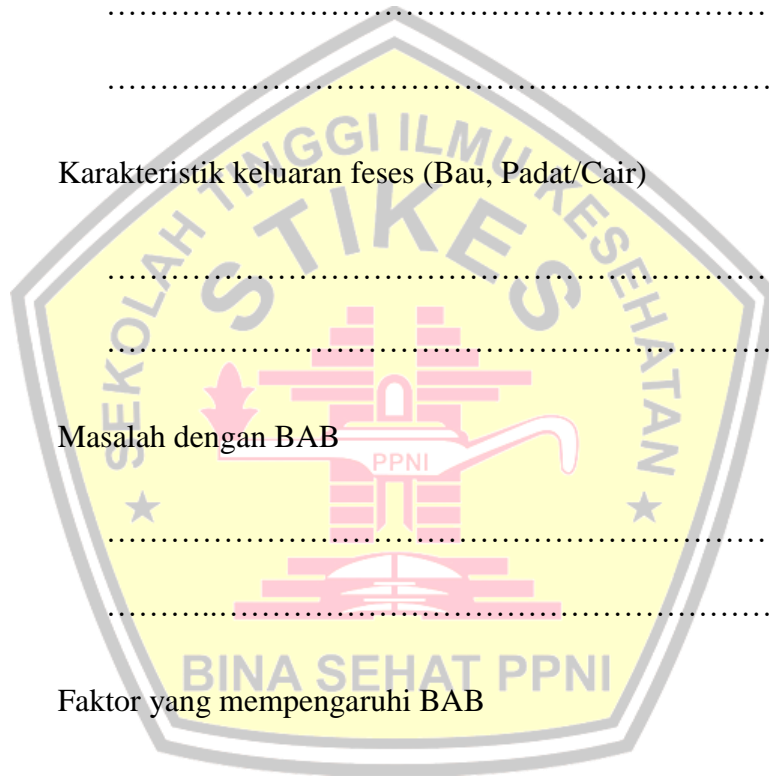 ………………………………………………………………
………..………………………………………………………
Karakteristik keluaran feses (Bau, Padat/Cair)
………………………………………………………………
………..………………………………………………………
Masalah dengan BAB
………………………………………………………………
………..………………………………………………………
Faktor yang mempengaruhi BAB
SEKOLAH TINGGI ILMU KESEHATAN
STIKES
PPNI
BINA SEHAT PPNI